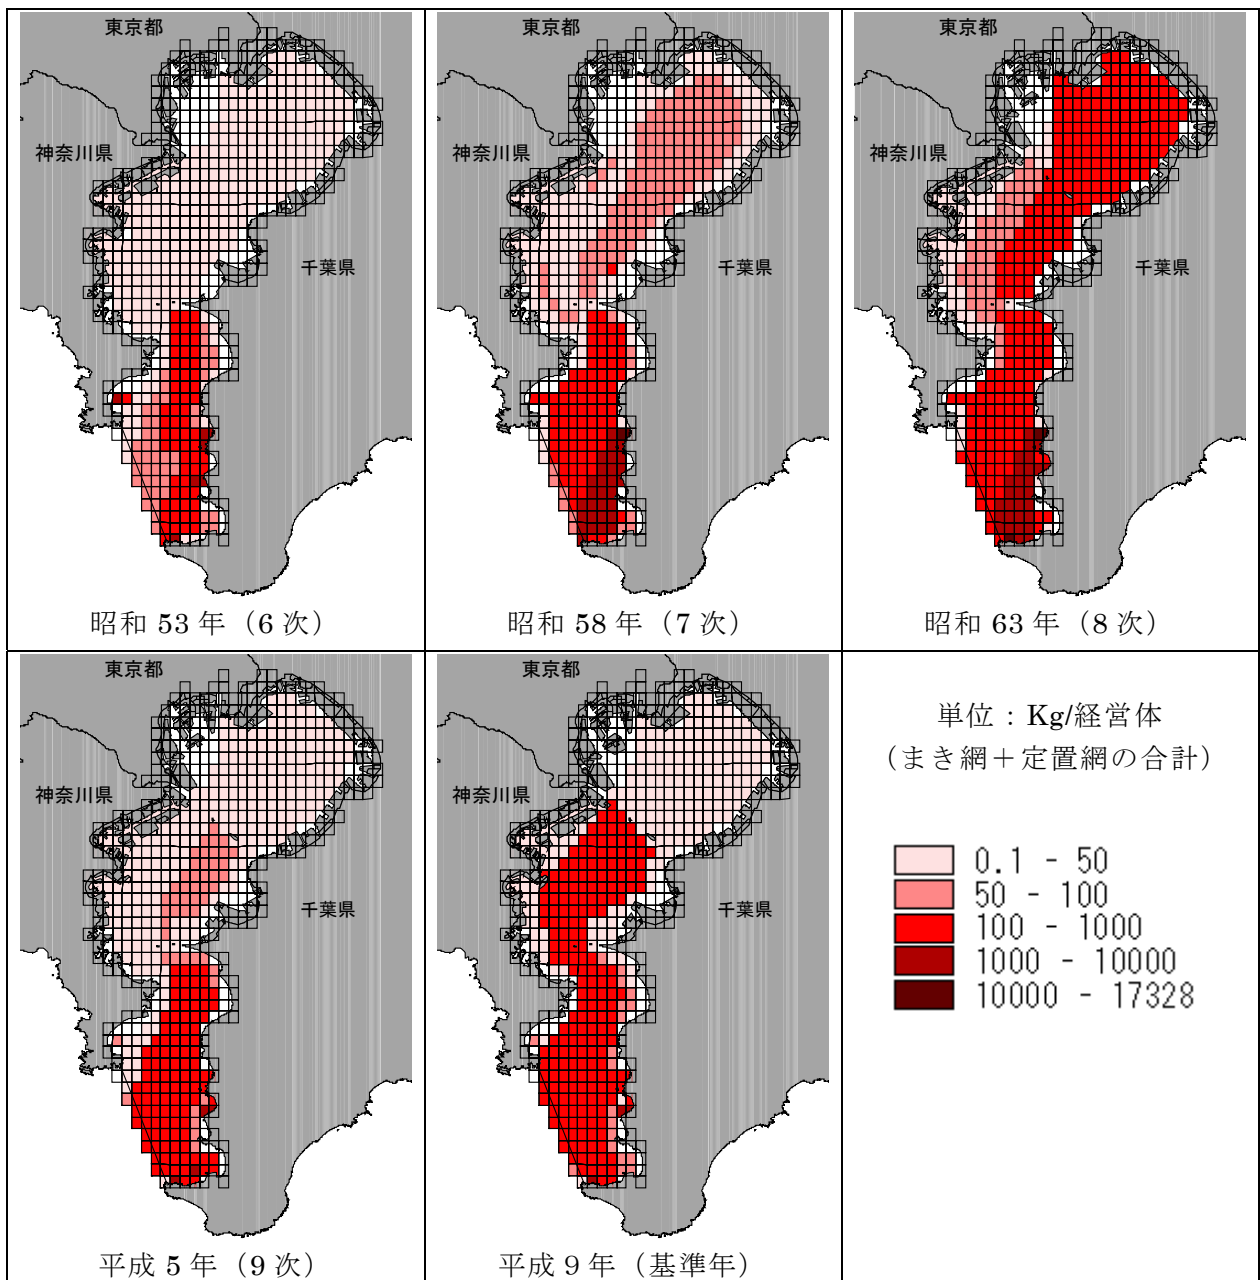 東京都
神奈川県
千葉県
昭和 53 年（6 次）
東京都
神奈川県
千葉県
昭和 58 年（7 次）
東京都
神奈川県
千葉県
昭和 63 年（8 次）
東京都
神奈川県
千葉県
平成 5 年（9 次）
東京都
神奈川県
千葉県
平成 9 年（基準年）
単位：Kg/経営体
（まき網＋定置網の合計）
0.1 - 50
50 - 100
100 - 1000
1000 - 10000
10000 - 17328